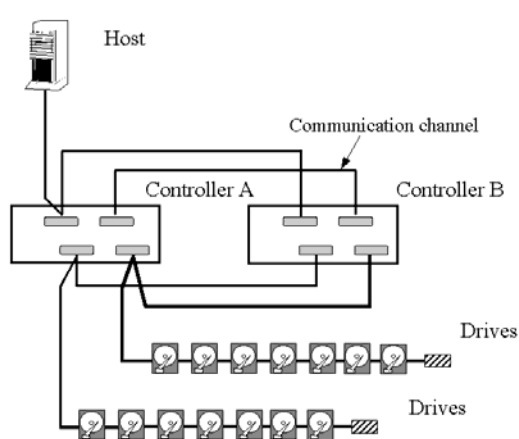 Host
Communication channel
Controller A
Controller B
Drives
Drives